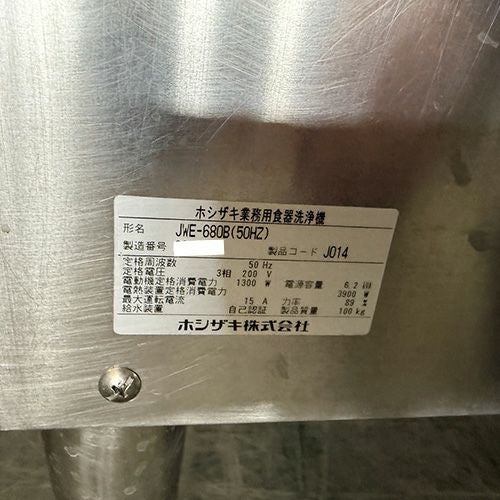 ホシザキ業務用食器洗浄機
形名 JWE-680B(50HZ)
製造番号 製品コード J014
定格周波数 50 Hz
定格電圧 3相 200 V
電動機定格消費電力 1300 W 電源容量 6.2 kW
電熱装置定格消費電力 3900 W
最大運転電流 15 A 力率 89 %
給水装置 自己認証 製品質量 100 kg
ホシザキ株式会社